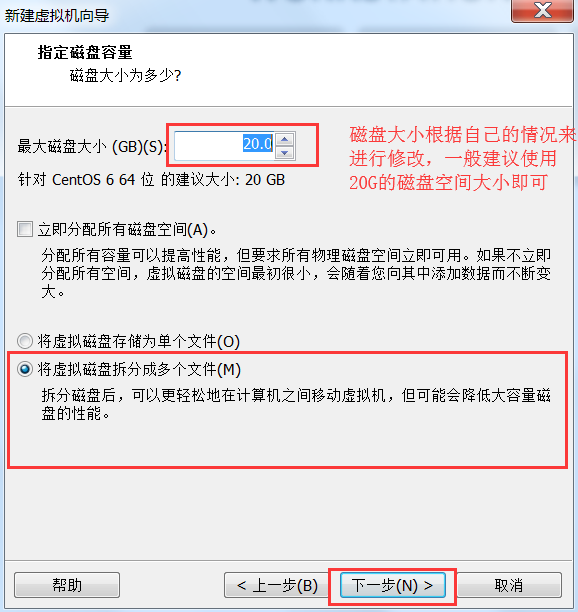 新建虚拟机向导
指定磁盘容量
磁盘大小为多少?
最大磁盘大小 (GB)(S): 20.0
磁盘大小根据自己的情况来
进行修改，一般建议使用
20G的磁盘空间大小即可
针对 CentOS 6 64 位 的建议大小: 20 GB
立即分配所有磁盘空间(A)。
分配所有容量可以提高性能，但要求所有物理磁盘空间立即可用。如果不立即
分配所有空间，虚拟磁盘的空间最初很小，会随着您向其中添加数据而不断变
大。
将虚拟磁盘存储为单个文件(O)
将虚拟磁盘拆分成多个文件(M)
拆分磁盘后，可以更轻松地在计算机之间移动虚拟机，但可能会降低大容量磁
盘的性能。
帮助
< 上一步(B)
下一步(N) >
取消